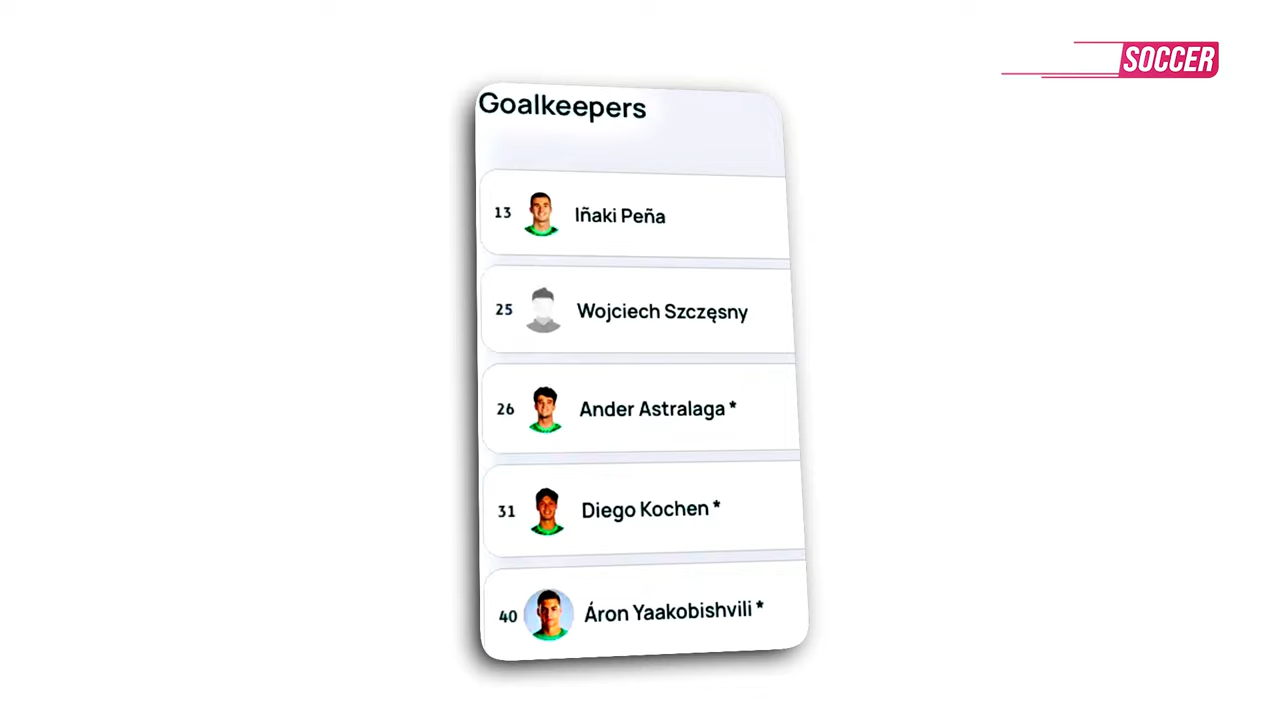 SOCCER
Goalkeepers
13 Iñaki Peña
25 Wojciech Szczęsny
26 Ander Astralaga *
31 Diego Kochen *
40 Áron Yaakobishvili *